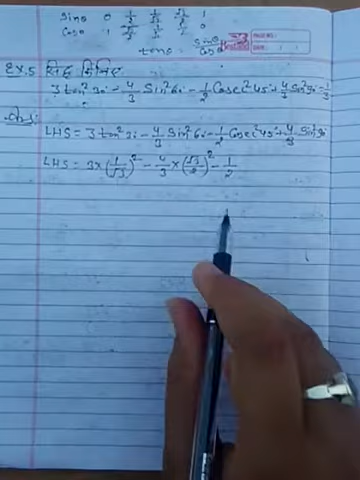 sinθ 0 1/2 1/√2 √3/2 1
cosθ 1 √3/2 1/√2 1/2 0
tanθ = sinθ/cosθ
Ex.5
3 tan²30 - 4/3 sin²60 - 1/2 cosec²45 + 4/3 sin²90 = 1/3
LHS = 3 tan²30 - 4/3 sin²60 - 1/2 cosec²45 + 4/3 sin²90
LHS = 3 × (1/√3)² - 4/3 × (√3/2)² - 1/2